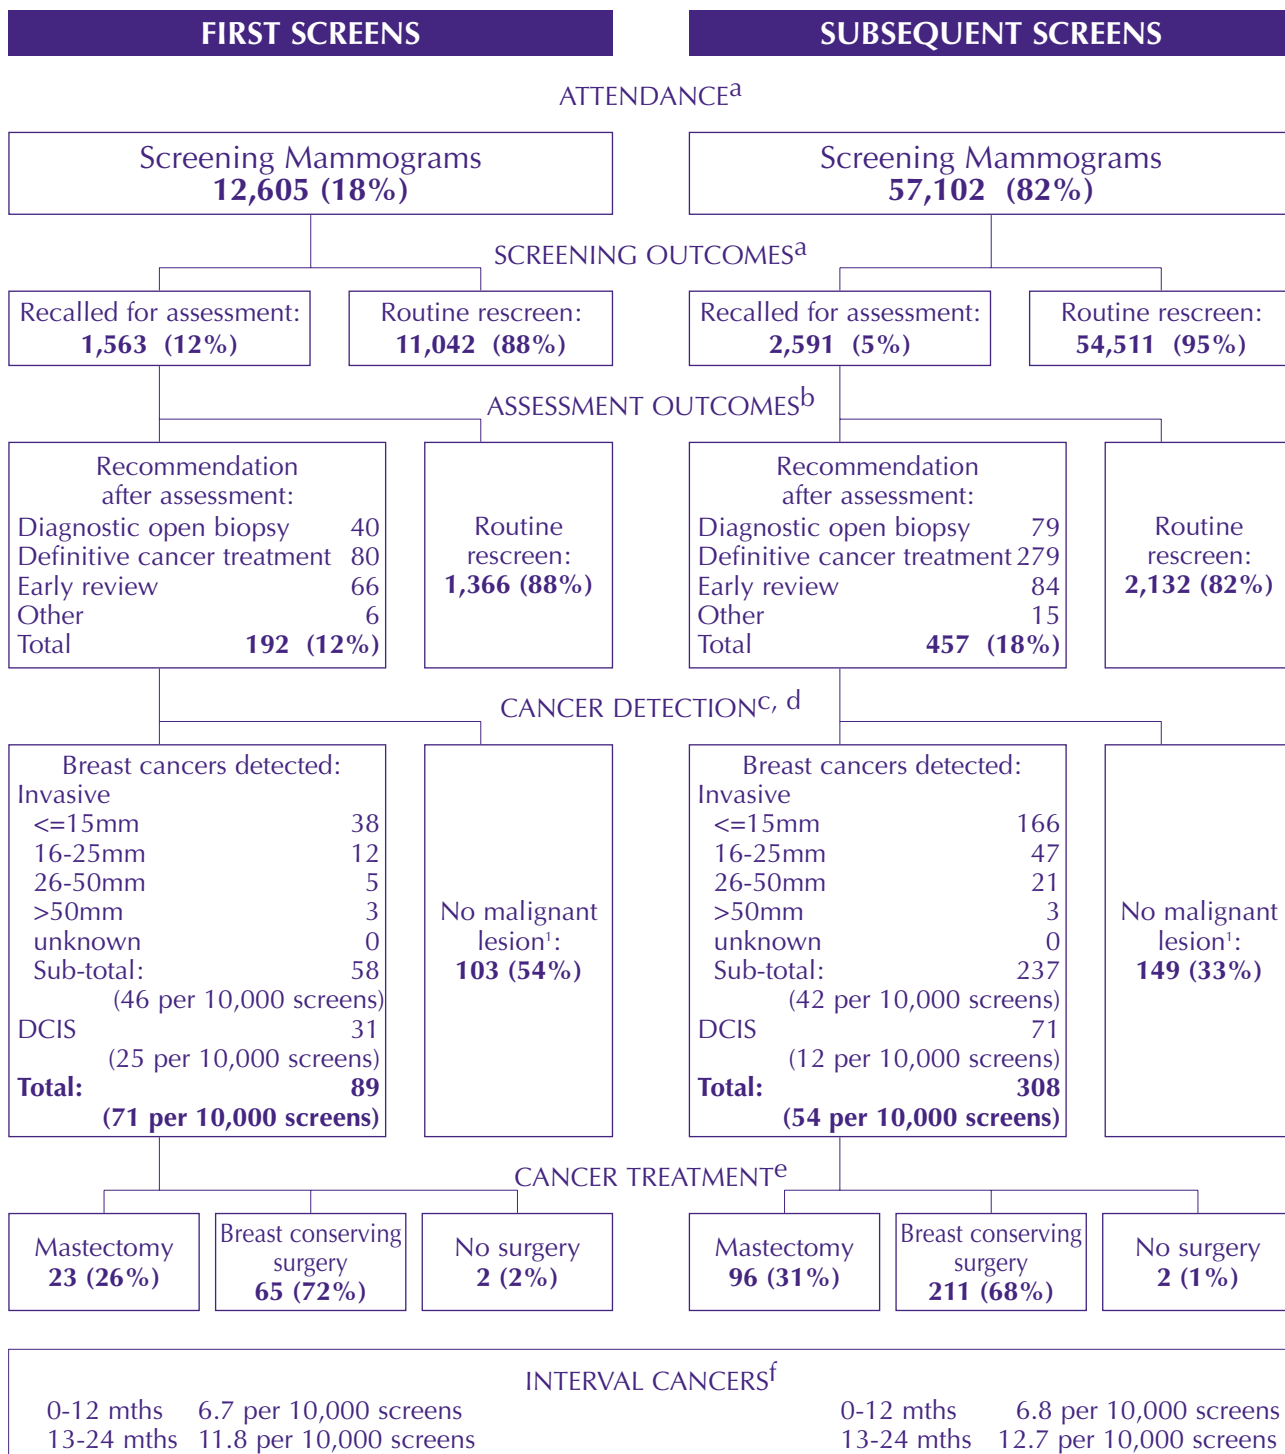 FIRST SCREENS
SUBSEQUENT SCREENS
ATTENDANCEa
Screening Mammograms
12,605 (18%)
Screening Mammograms
57,102 (82%)
SCREENING OUTCOMESa
Recalled for assessment:
1,563 (12%)
Routine rescreen:
11,042 (88%)
Recalled for assessment:
2,591 (5%)
Routine rescreen:
54,511 (95%)
ASSESSMENT OUTCOMESb
Recommendation
after assessment:
Diagnostic open biopsy 40
Definitive cancer treatment 80
Early review 66
Other 6
Total 192 (12%)
Routine
rescreen:
1,366 (88%)
Recommendation
after assessment:
Diagnostic open biopsy 79
Definitive cancer treatment 279
Early review 84
Other 15
Total 457 (18%)
Routine
rescreen:
2,132 (82%)
CANCER DETECTIONc, d
Breast cancers detected:
Invasive
<=15mm 38
16-25mm 12
26-50mm 5
>50mm 3
unknown 0
Sub-total: 58
(46 per 10,000 screens)
DCIS 31
(25 per 10,000 screens)
Total: 89
(71 per 10,000 screens)
No malignant
lesion1:
103 (54%)
Breast cancers detected:
Invasive
<=15mm 166
16-25mm 47
26-50mm 21
>50mm 3
unknown 0
Sub-total: 237
(42 per 10,000 screens)
DCIS 71
(12 per 10,000 screens)
Total: 308
(54 per 10,000 screens)
No malignant
lesion1:
149 (33%)
CANCER TREATMENTe
Mastectomy
23 (26%)
Breast conserving
surgery
65 (72%)
No surgery
2 (2%)
Mastectomy
96 (31%)
Breast conserving
surgery
211 (68%)
No surgery
2 (1%)
INTERVAL CANCERSf
0-12 mths 6.7 per 10,000 screens
13-24 mths 11.8 per 10,000 screens
0-12 mths 6.8 per 10,000 screens
13-24 mths 12.7 per 10,000 screens